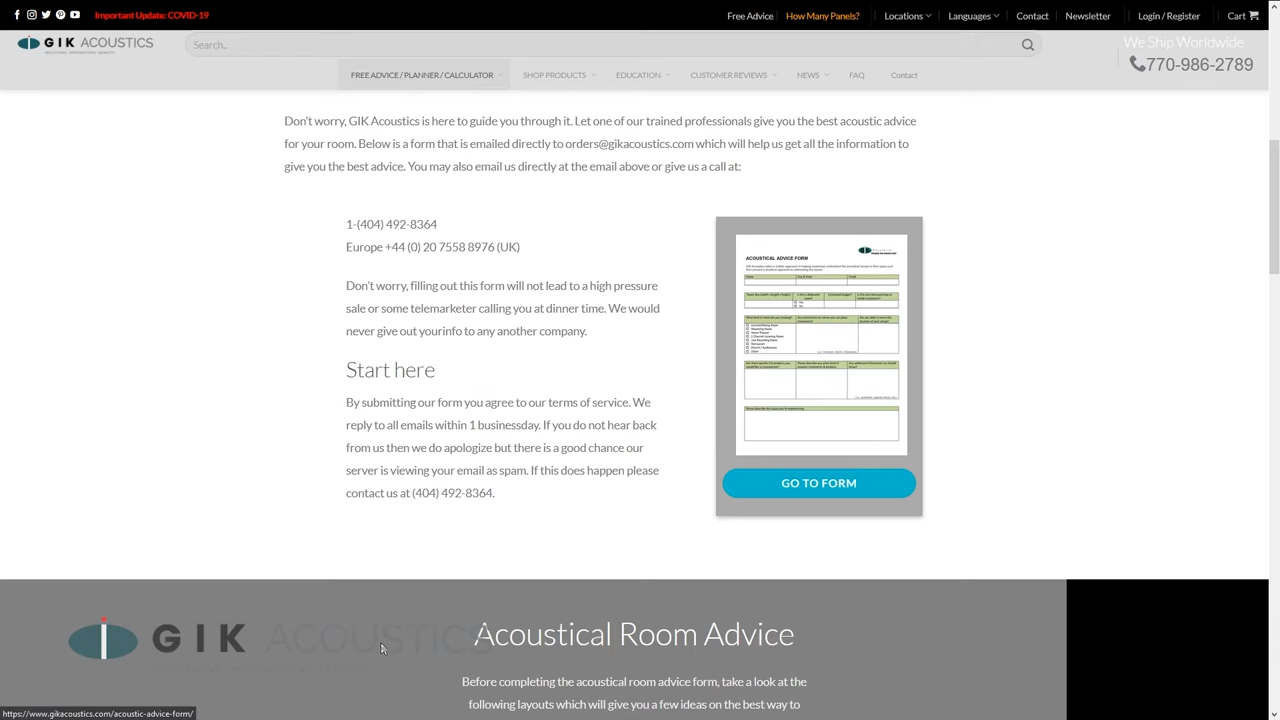 Important Update: COVID-19
Free Advice
How Many Panels?
Locations
Languages
Contact
Newsletter
Login / Register
Cart
GIK ACOUSTICS
Search..
We Ship Worldwide
770-986-2789
FREE ADVICE / PLANNER / CALCULATOR
SHOP PRODUCTS
EDUCATION
CUSTOMER REVIEWS
NEWS
FAQ
Contact
Don't worry, GIK Acoustics is here to guide you through it. Let one of our trained professionals give you the best acoustic advice
for your room. Below is a form that is emailed directly to orders@gikacoustics.com which will help us get all the information to
give you the best advice. You may also email us directly at the email above or give us a call at:
1-(404) 492-8364
Europe +44 (0) 20 7558 8976 (UK)
Don't worry, filling out this form will not lead to a high pressure
sale or some telemarketer calling you at dinner time. We would
never give out yourinfo to any another company.
Start here
By submitting our form you agree to our terms of service. We
reply to all emails within 1 businessday. If you do not hear back
from us then we do apologize but there is a good chance our
server is viewing your email as spam. If this does happen please
contact us at (404) 492-8364.
ACOUSTICAL ADVICE FORM
GO TO FORM
GIK ACOUSTICS
Acoustical Room Advice
Before completing the acoustical room advice form, take a look at the
following layouts which will give you a few ideas on the best way to
https://www.gikacoustics.com/acoustic-advice-form/